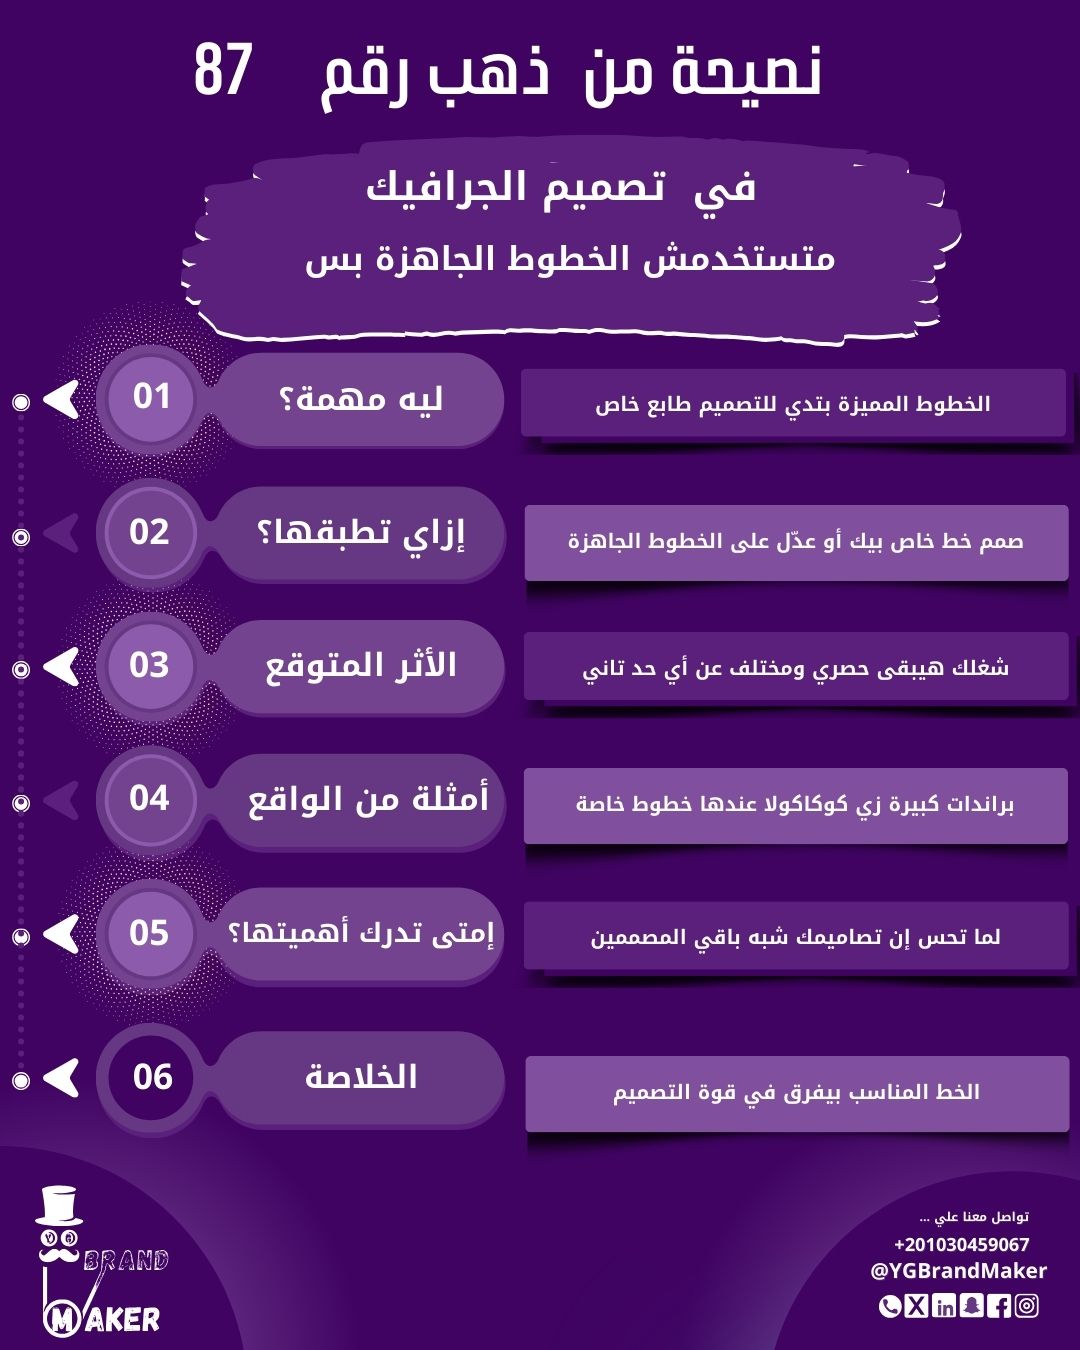 نصيحة من ذهب رقم 87
في تصميم الجرافيك
متستخدمش الخطوط الجاهزة بس
01
ليه مهمة؟
الخطوط المميزة بتدي للتصميم طابع خاص
02
إزاي تطبقها؟
صمم خط خاص بيك أو عدّل على الخطوط الجاهزة
03
الأثر المتوقع
شغلك هيبقى حصري ومختلف عن أي حد تاني
04
أمثلة من الواقع
براندات كبيرة زي كوكاكولا عندها خطوط خاصة
05
إمتى تدرك أهميتها؟
لما تحس إن تصاميمك شبه باقي المصممين
06
الخلاصة
الخط المناسب بيفرق في قوة التصميم
YG
BRAND
MAKER
تواصل معنا علي ...
+201030459067
@YGBrandMaker